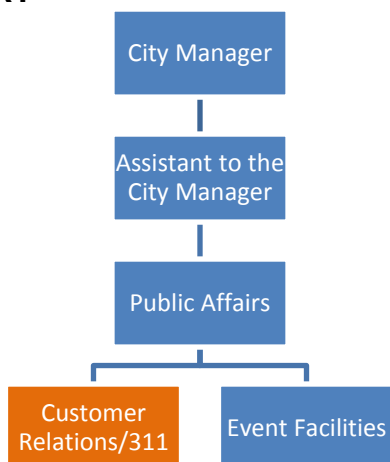 City Manager
Assistant to the
City Manager
Public Affairs
Customer
Relations/311
Event Facilities